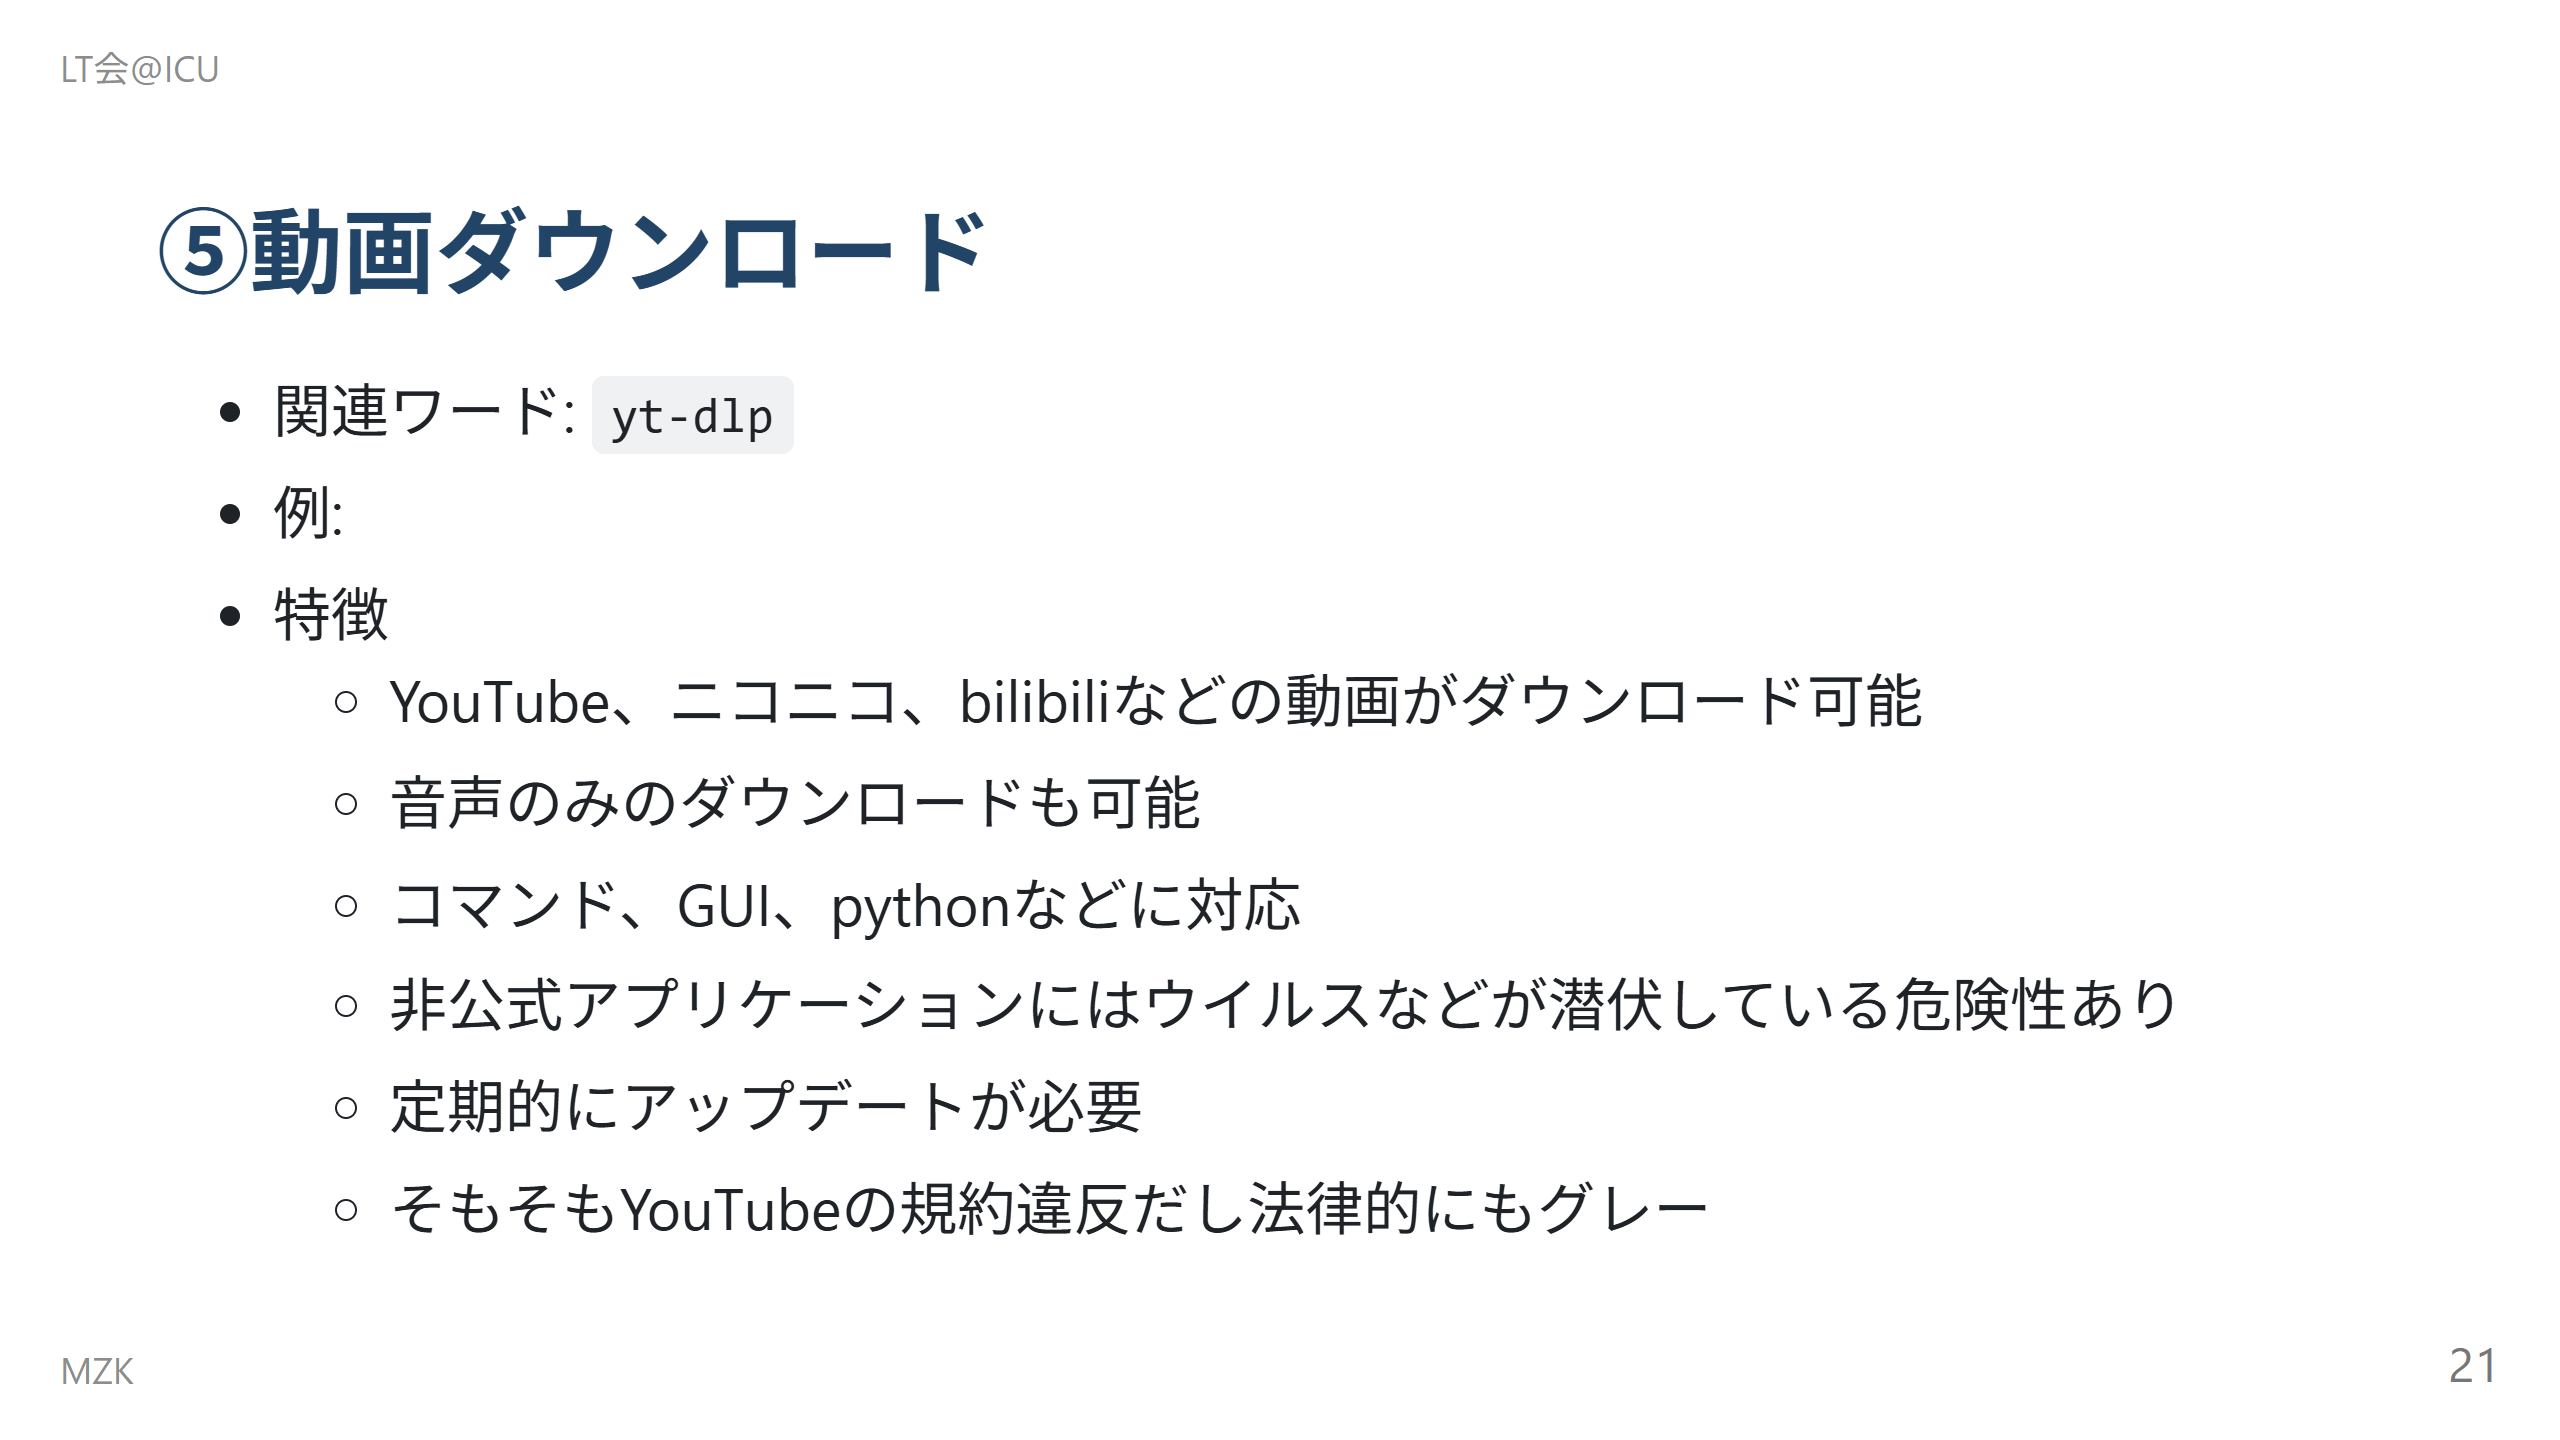 LT会@ICU
⑤動画ダウンロード
関連ワード: yt-dlp
例:
特徴
YouTube、ニコニコ、bilibiliなどの動画がダウンロード可能
音声のみのダウンロードも可能
コマンド、GUI、pythonなどに対応
非公式アプリケーションにはウイルスなどが潜伏している危険性あり
定期的にアップデートが必要
そもそもYouTubeの規約違反だし法律的にもグレー
MZK
21